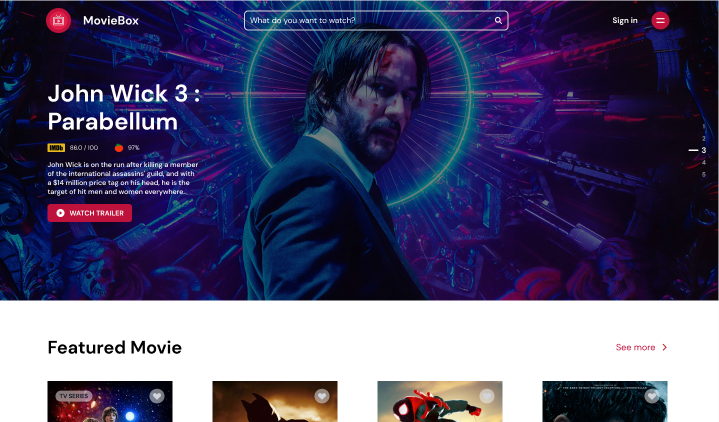 MovieBox
What do you want to watch?
Sign in
John Wick 3 :
Parabellum
IMDb 86.0 / 100 97%
John Wick is on the run after killing a member
of the international assassins' guild, and with
a $14 million price tag on his head, he is the
target of hit men and women everywhere..
WATCH TRAILER
1
2
3
4
5
Featured Movie
See more
TV SERIES